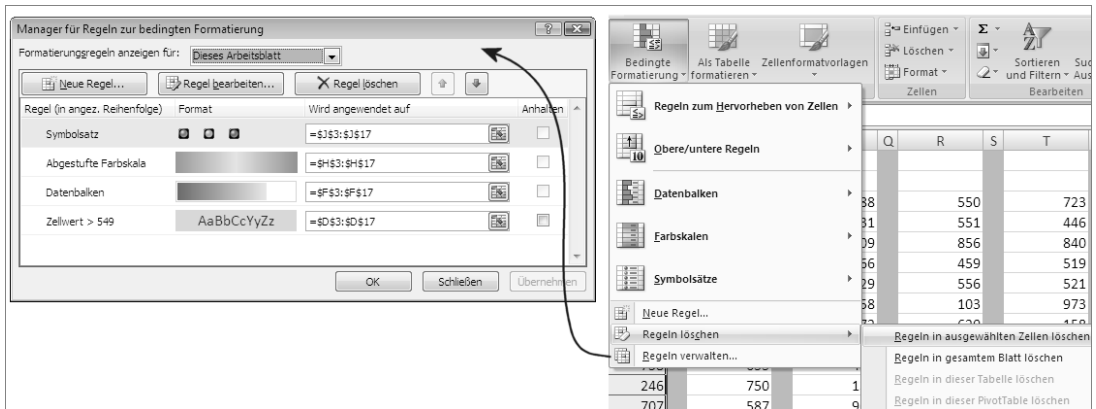 Manager für Regeln zur bedingten Formatierung
Formatierungsregeln anzeigen für: Dieses Arbeitsblatt
Neue Regel... Regel bearbeiten... Regel löschen
Regel (in angez. Reihenfolge) Format Wird angewendet auf Anhalten
Symbolsatz =$J$3:$J$17
Abgestufte Farbskala =$H$3:$H$17
Datenbalken =$F$3:$F$17
Zellwert > 549 AaBbCcYyZz =$D$3:$D$17
OK Schließen Übernehmen
Bedingte Formatierung
Als Tabelle formatieren
Zellenformatvorlagen
Einfügen
Löschen
Format
Zellen
Σ
Sortieren und Filtern
Bearbeiten
Regeln zum Hervorheben von Zellen
Obere/untere Regeln
Datenbalken
Farbskalen
Symbolsätze
Neue Regel...
Regeln löschen
Regeln verwalten...
Regeln in ausgewählten Zellen löschen
Regeln in gesamtem Blatt löschen
Regeln in dieser Tabelle löschen
Regeln in dieser PivotTable löschen
Q R S T
550 723
551 446
856 840
459 519
556 521
103 973
246 750 1
707 587 9